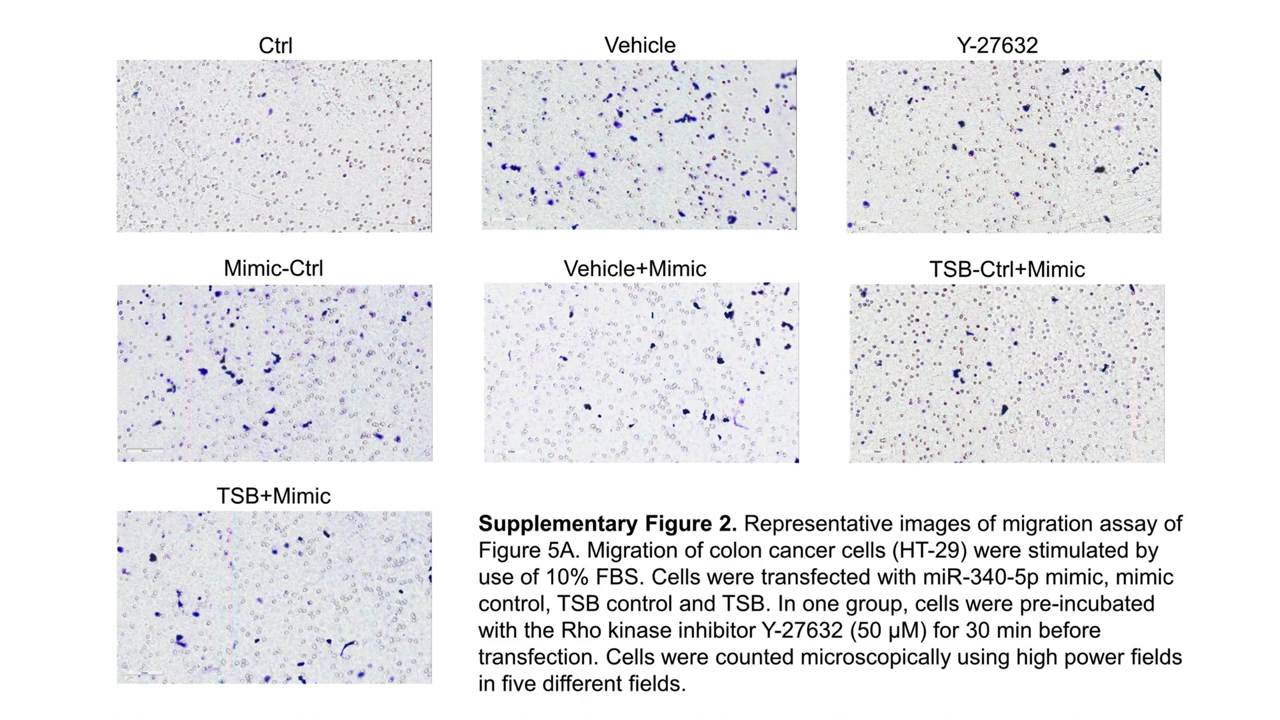 Ctrl
Vehicle
Y-27632
Mimic-Ctrl
Vehicle+Mimic
TSB-Ctrl+Mimic
TSB+Mimic
Supplementary Figure 2. Representative images of migration assay of
Figure 5A. Migration of colon cancer cells (HT-29) were stimulated by
use of 10% FBS. Cells were transfected with miR-340-5p mimic, mimic
control, TSB control and TSB. In one group, cells were pre-incubated
with the Rho kinase inhibitor Y-27632 (50 μM) for 30 min before
transfection. Cells were counted microscopically using high power fields
in five different fields.